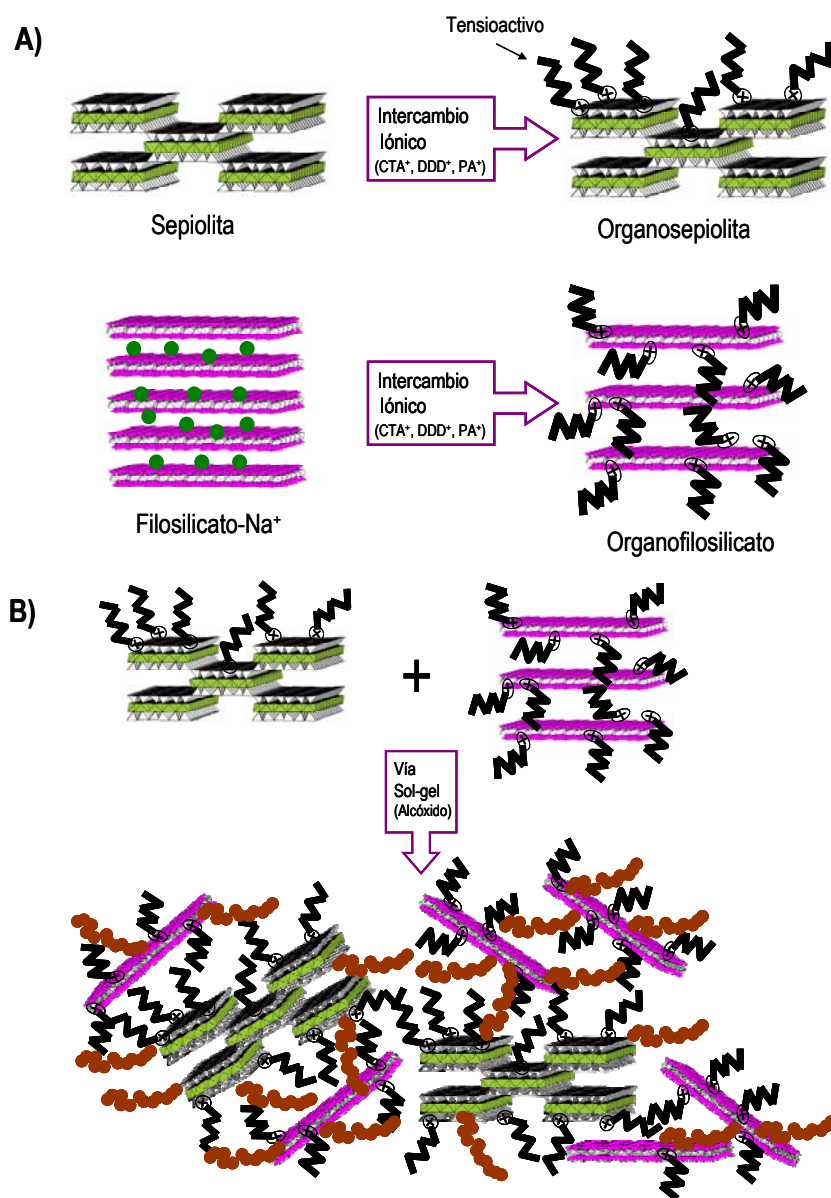 A)
Tensioactivo
Intercambio
Iónico
(CTA⁺, DDD⁺, PA⁺)
Sepiolita
Organosepiolita
Intercambio
Iónico
(CTA⁺, DDD⁺, PA⁺)
Filosilicato-Na⁺
Organofilosilicato
B)
+
Vía
Sol-gel
(Alcóxido)